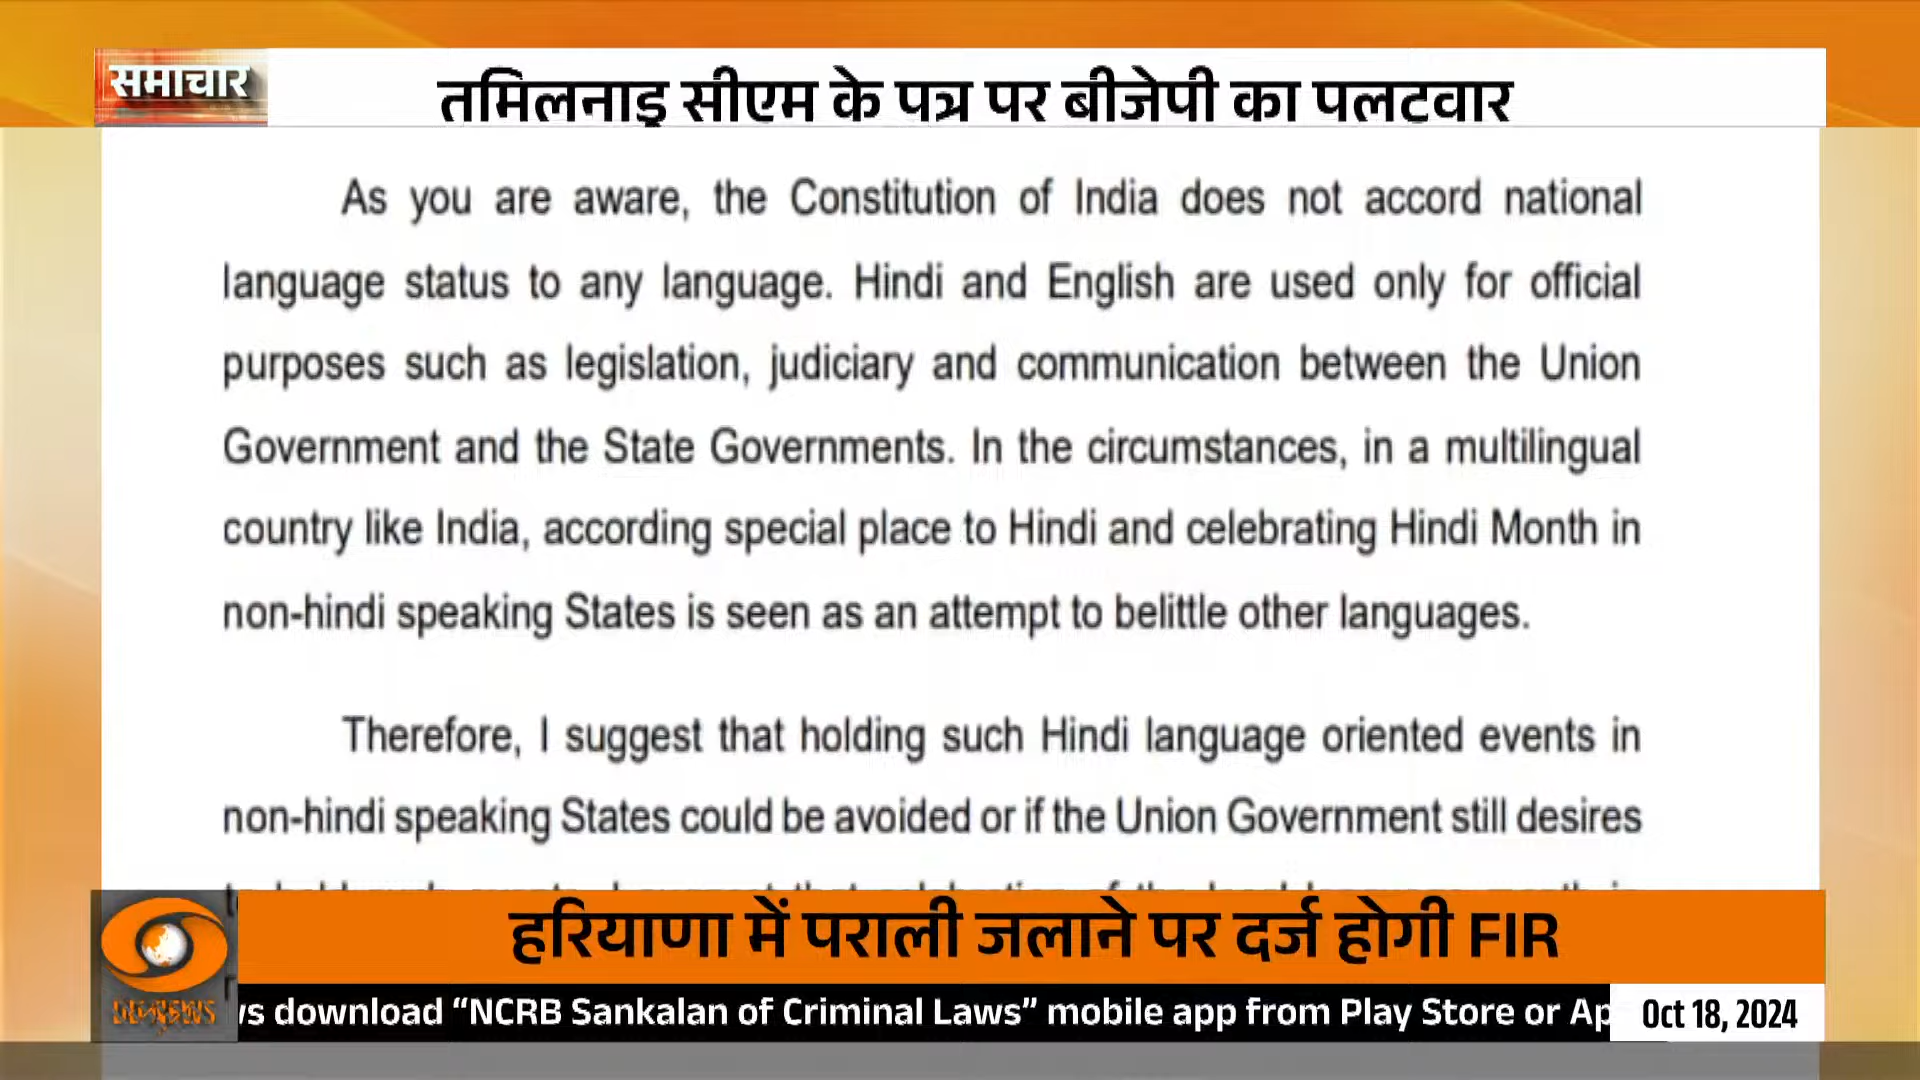 समाचार
तमिलनाडू सीएम के पत्र पर बीजेपी का पलटवार
As you are aware, the Constitution of India does not accord national
language status to any language. Hindi and English are used only for official
purposes such as legislation, judiciary and communication between the Union
Government and the State Governments. In the circumstances, in a multilingual
country like India, according special place to Hindi and celebrating Hindi Month in
non-hindi speaking States is seen as an attempt to belittle other languages.
Therefore, I suggest that holding such Hindi language oriented events in
non-hindi speaking States could be avoided or if the Union Government still desires
हरियाणा में पराली जलाने पर दर्ज होगी FIR
download “NCRB Sankalan of Criminal Laws” mobile app from Play Store or
Oct 18, 2024